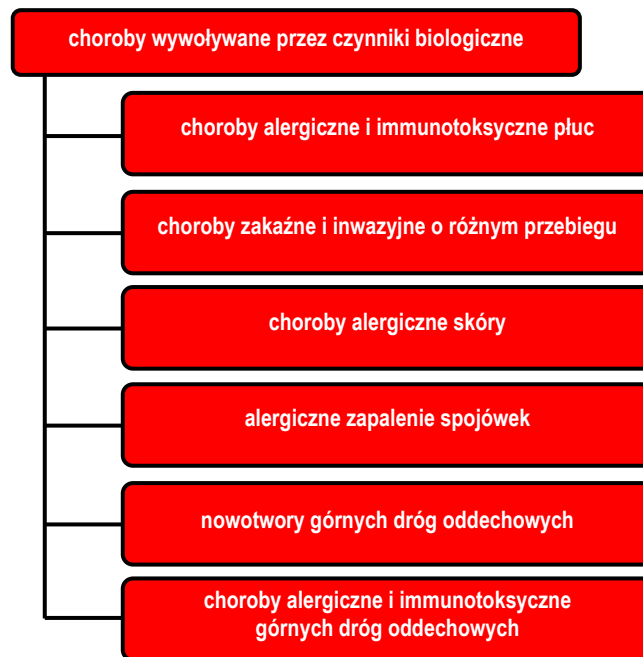 choroby wywoływane przez czynniki biologiczne
choroby alergiczne i immunotoksyczne płuc
choroby zakaźne i inwazyjne o różnym przebiegu
choroby alergiczne skóry
alergiczne zapalenie spojówek
nowotwory górnych dróg oddechowych
choroby alergiczne i immunotoksyczne
górnych dróg oddechowych